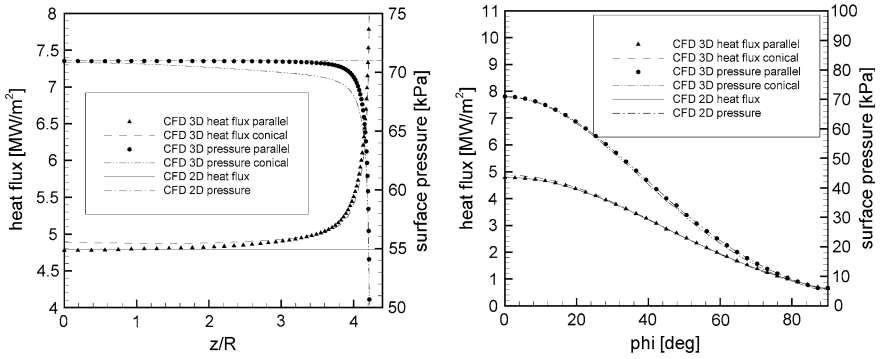 8
7.5
7
6.5
6
5.5
5
4.5
4
heat flux [MW/m²]
CFD 3D heat flux parallel
CFD 3D heat flux conical
CFD 3D pressure parallel
CFD 3D pressure conical
CFD 2D heat flux
CFD 2D pressure
75
70
65
60
55
50
surface pressure [kPa]
0 1 2 3 4
z/R
11
10
9
8
7
6
5
4
3
2
1
0
heat flux [MW/m²]
CFD 3D heat flux parallel
CFD 3D heat flux conical
CFD 3D pressure parallel
CFD 3D pressure conical
CFD 2D heat flux
CFD 2D pressure
100
90
80
70
60
50
40
30
20
10
0
surface pressure [kPa]
0 20 40 60 80
phi [deg]